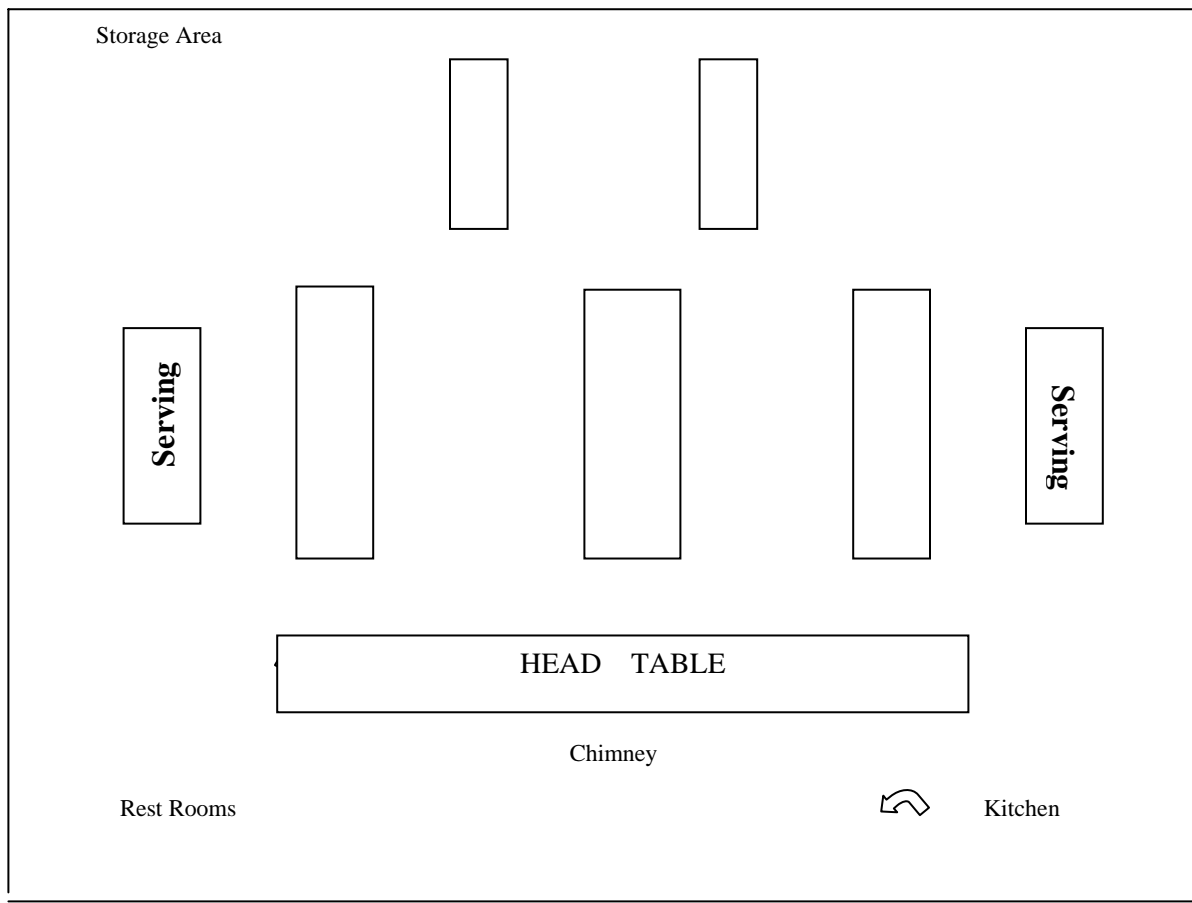 Storage Area
Serving
Serving
HEAD TABLE
Chimney
Rest Rooms
Kitchen